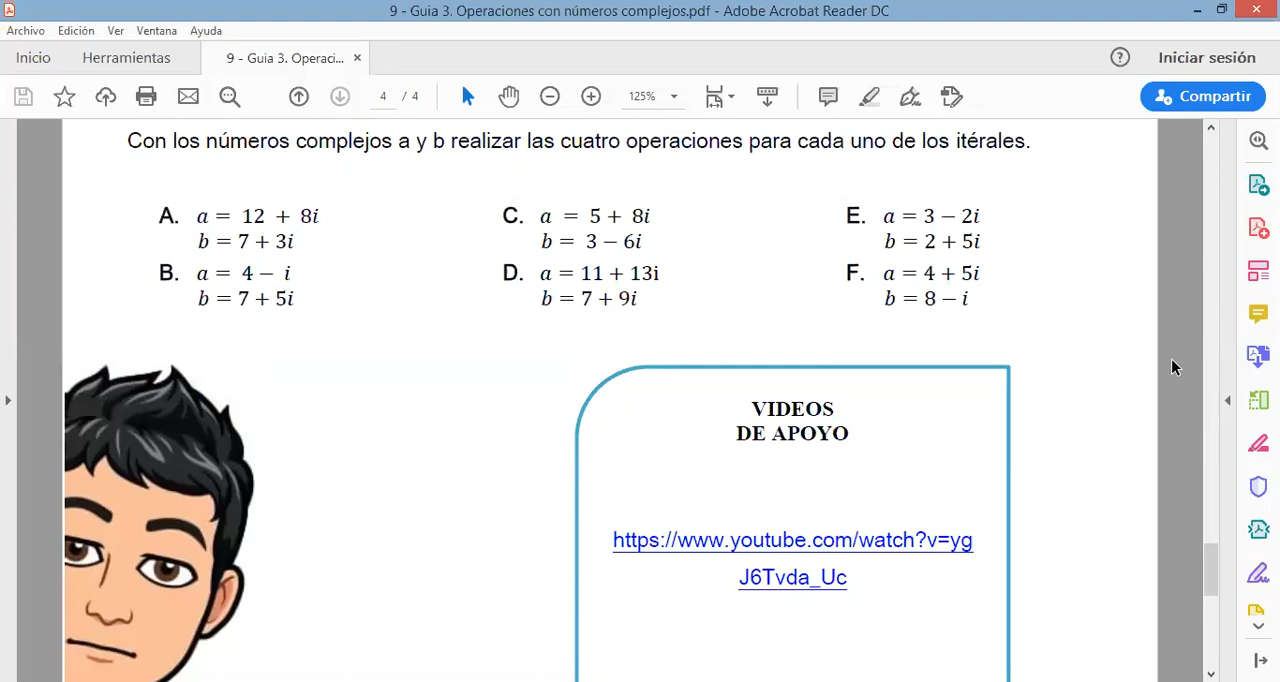 9 - Guia 3. Operaciones con números complejos.pdf - Adobe Acrobat Reader DC
Archivo Edición Ver Ventana Ayuda
Inicio Herramientas 9 - Guia 3. Operaci... × Iniciar sesión
4 / 4 125% Compartir
Con los números complejos a y b realizar las cuatro operaciones para cada uno de los itérales.
A. a = 12 + 8i
b = 7 + 3i
B. a = 4 − i
b = 7 + 5i
C. a = 5 + 8i
b = 3 − 6i
D. a = 11 + 13i
b = 7 + 9i
E. a = 3 − 2i
b = 2 + 5i
F. a = 4 + 5i
b = 8 − i
VIDEOS
DE APOYO
https://www.youtube.com/watch?v=yg
J6Tvda_Uc